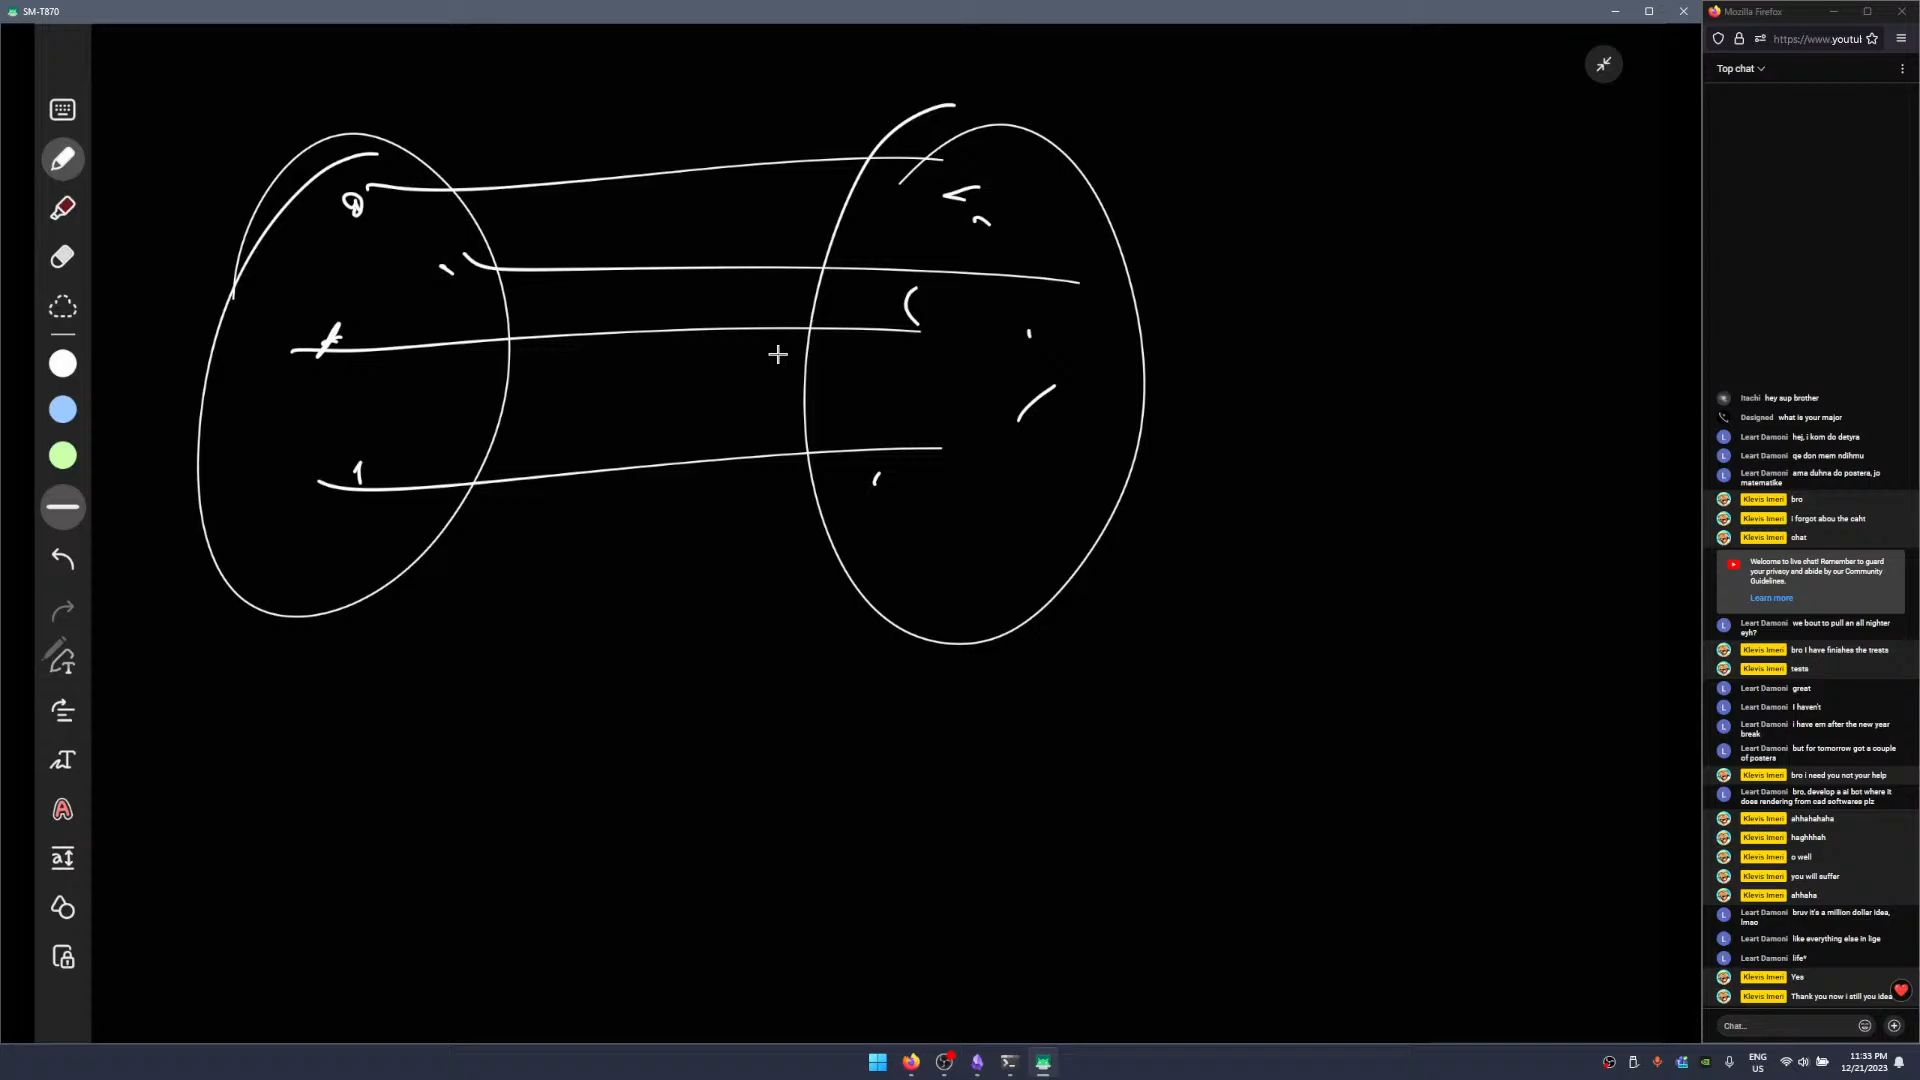 SM-T870
Mozilla Firefox
https://www.youtul
Top chat
Itachi hey sup brother
Designed what is your major
Leart Damoni hej, i kom do detyra
Leart Damoni qe don mem ndihmu
Leart Damoni ama duhna do postera, jo
matematike
Klevis Imeri bro
Klevis Imeri I forgot abou the caht
Klevis Imeri chat
Welcome to live chat! Remember to guard
your privacy and abide by our Community
Guidelines.
Learn more
Leart Damoni we bout to pull an all nighter
eyh?
Klevis Imeri bro I have finishes the tresta
Klevis Imeri tests
Leart Damoni great
Leart Damoni I haven't
Leart Damoni i have em after the new year
break
Leart Damoni but for tomorrow got a couple
of postera
Klevis Imeri bro i need you not your help
Leart Damoni bro, develop a ai bot where it
does rendering from cad softwares plz
Klevis Imeri ahhahahaha
Klevis Imeri haghhhah
Klevis Imeri o well
Klevis Imeri you will suffer
Klevis Imeri ahhaha
Leart Damoni bruv it's a million dollar idea,
lmao
Leart Damoni like everything else in lige
Leart Damoni life*
Klevis Imeri Yes
Klevis Imeri Thank you now i still you idea
Chat...
ENG
US
11:33 PM
12/21/2023